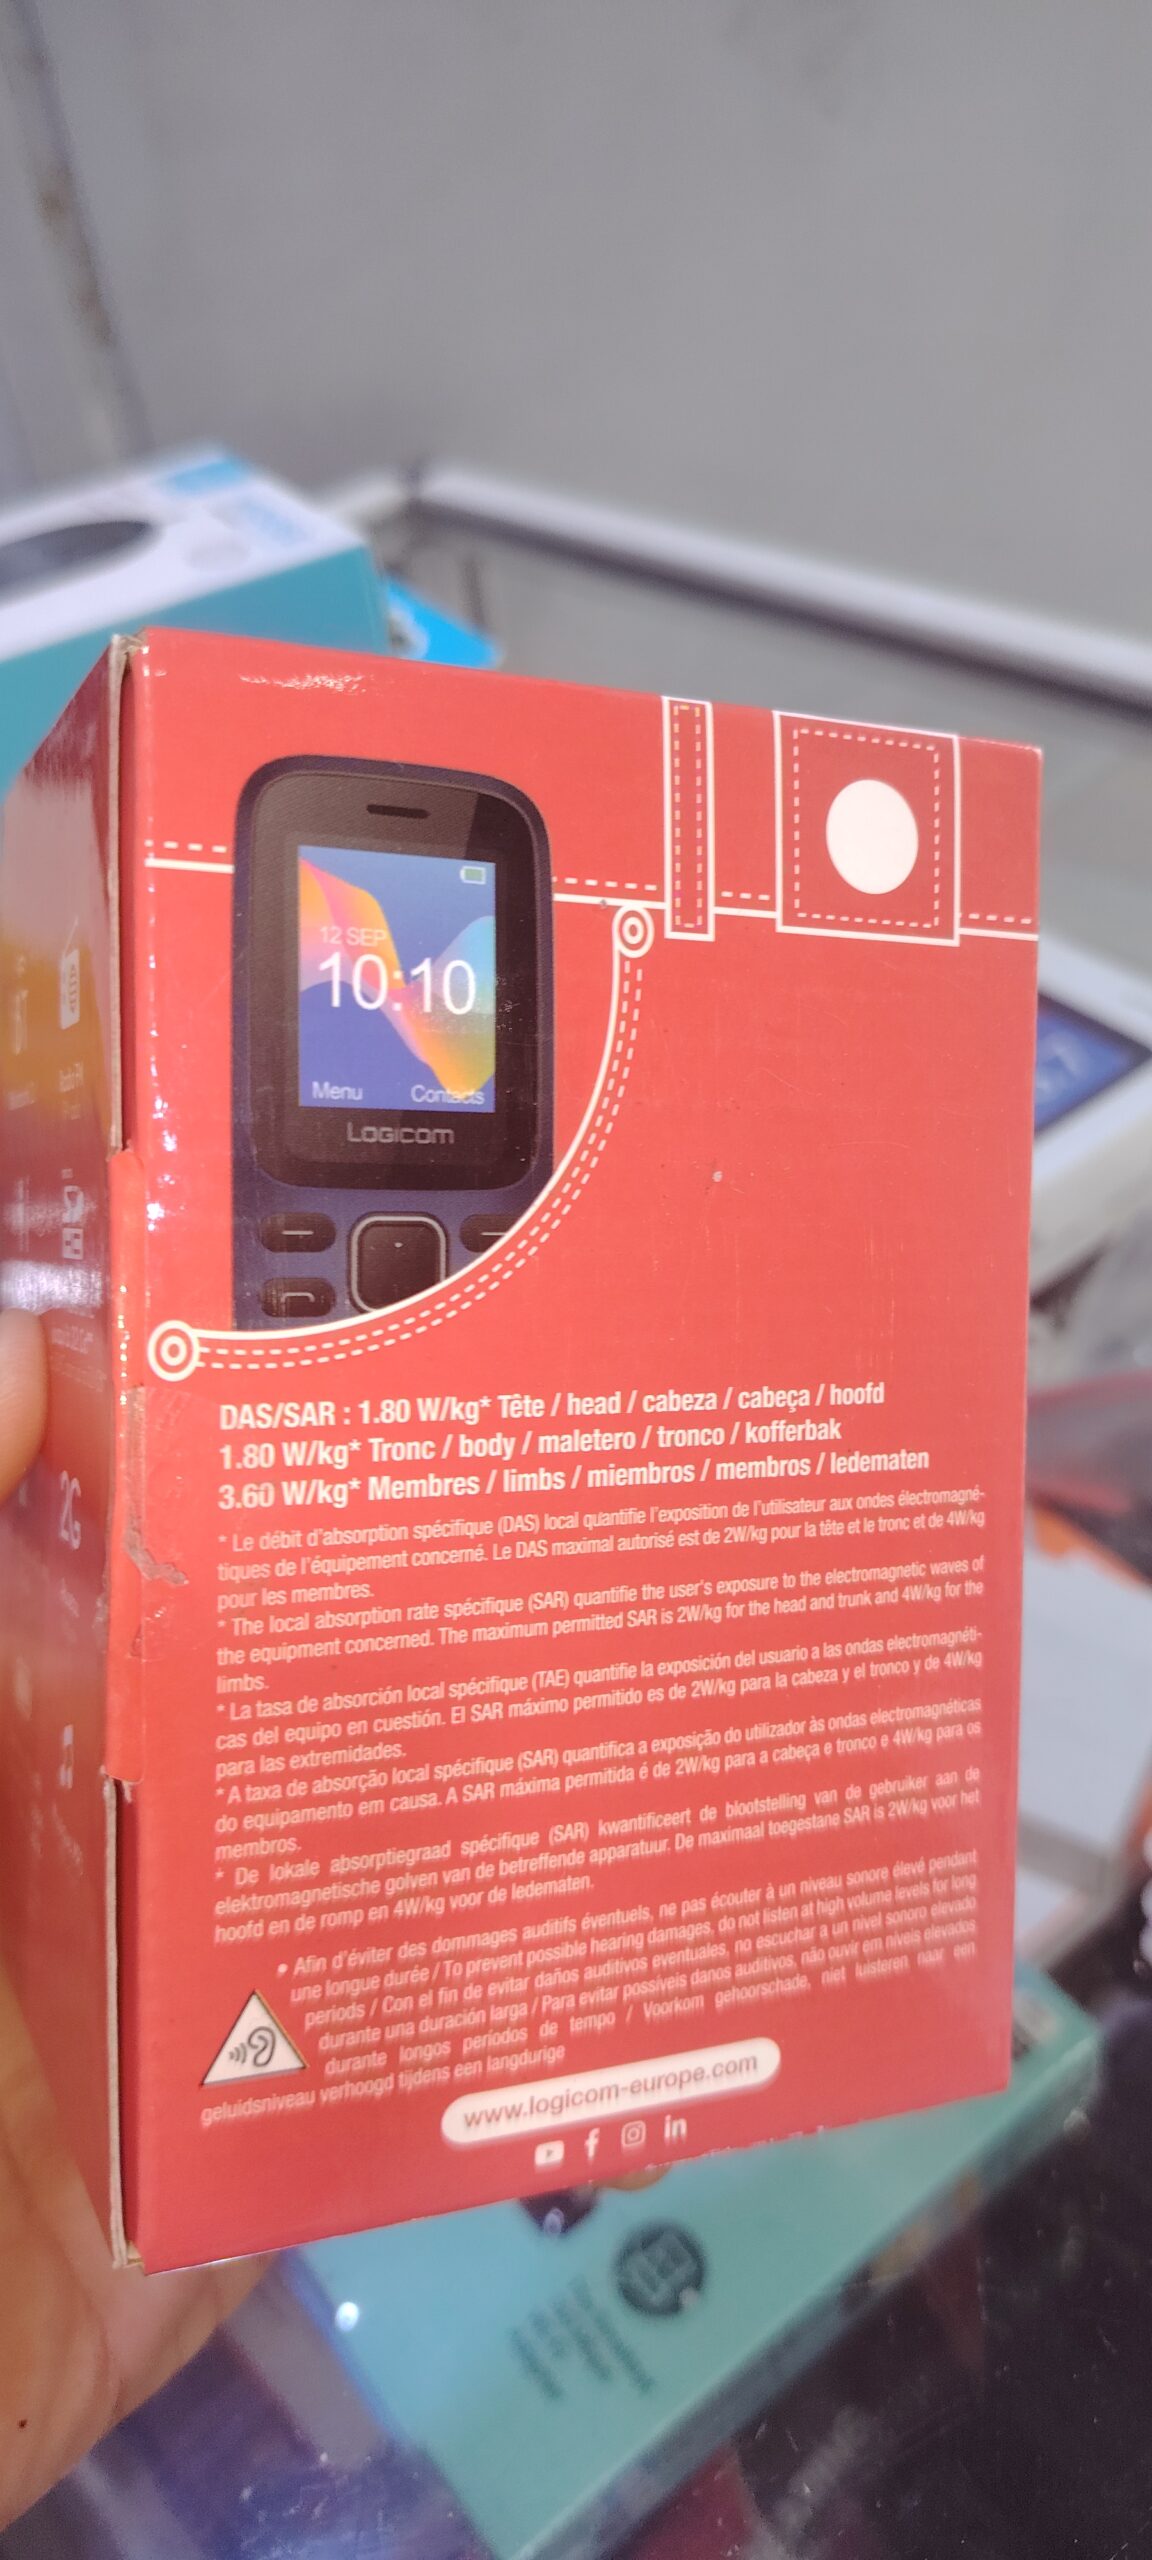 12 SEP
10:10
Menu Contacts
LOGICOM
DAS/SAR : 1.80 W/kg* Tête / head / cabeza / cabeça / hoofd
1.80 W/kg* Tronc / body / maletero / tronco / kofferbak
3.60 W/kg* Membres / limbs / miembros / membros / ledematen
* Le débit d'absorption spécifique (DAS) local quantifie l'exposition de l'utilisateur aux ondes électromagné-
tiques de l'équipement concerné. Le DAS maximal autorisé est de 2W/kg pour la tête et le tronc et de 4W/kg
pour les membres.
* The local absorption rate spécifique (SAR) quantifie the user's exposure to the electromagnetic waves of
the equipment concerned. The maximum permitted SAR is 2W/kg for the head and trunk and 4W/kg for the
limbs.
* La tasa de absorción local spécifique (TAE) quantifie la exposición del usuario a las ondas electromagnéti-
cas del equipo en cuestión. El SAR máximo permitido es de 2W/kg para la cabeza y el tronco y de 4W/kg
para las extremidades.
* A taxa de absorção local spécifique (SAR) quantifica a exposição do utilizador às ondas electromagnéticas
do equipamento em causa. A SAR máxima permitida é de 2W/kg para a cabeça e tronco e 4W/kg para os
membros.
* De lokale absorptiegraad spécifique (SAR) kwantificeert de blootstelling van de gebruiker aan de
elektromagnetische golven van de betreffende apparatuur. De maximaal toegestane SAR is 2W/kg voor het
hoofd en de romp en 4W/kg voor de ledematen.
• Afin d'éviter des dommages auditifs éventuels, ne pas écouter à un niveau sonore élevé pendant
une longue durée / To prevent possible hearing damages, do not listen at high volume levels for long
periods / Con el fin de evitar daños auditivos eventuales, no escuchar a un nivel sonoro elevado
durante una duración larga / Para evitar possíveis danos auditivos, não ouvir em níveis elevados
durante longos períodos de tempo / Voorkom gehoorschade, niet luisteren naar een
geluidsniveau verhoogd tijdens een langdurige
www.logicom-europe.com
2G